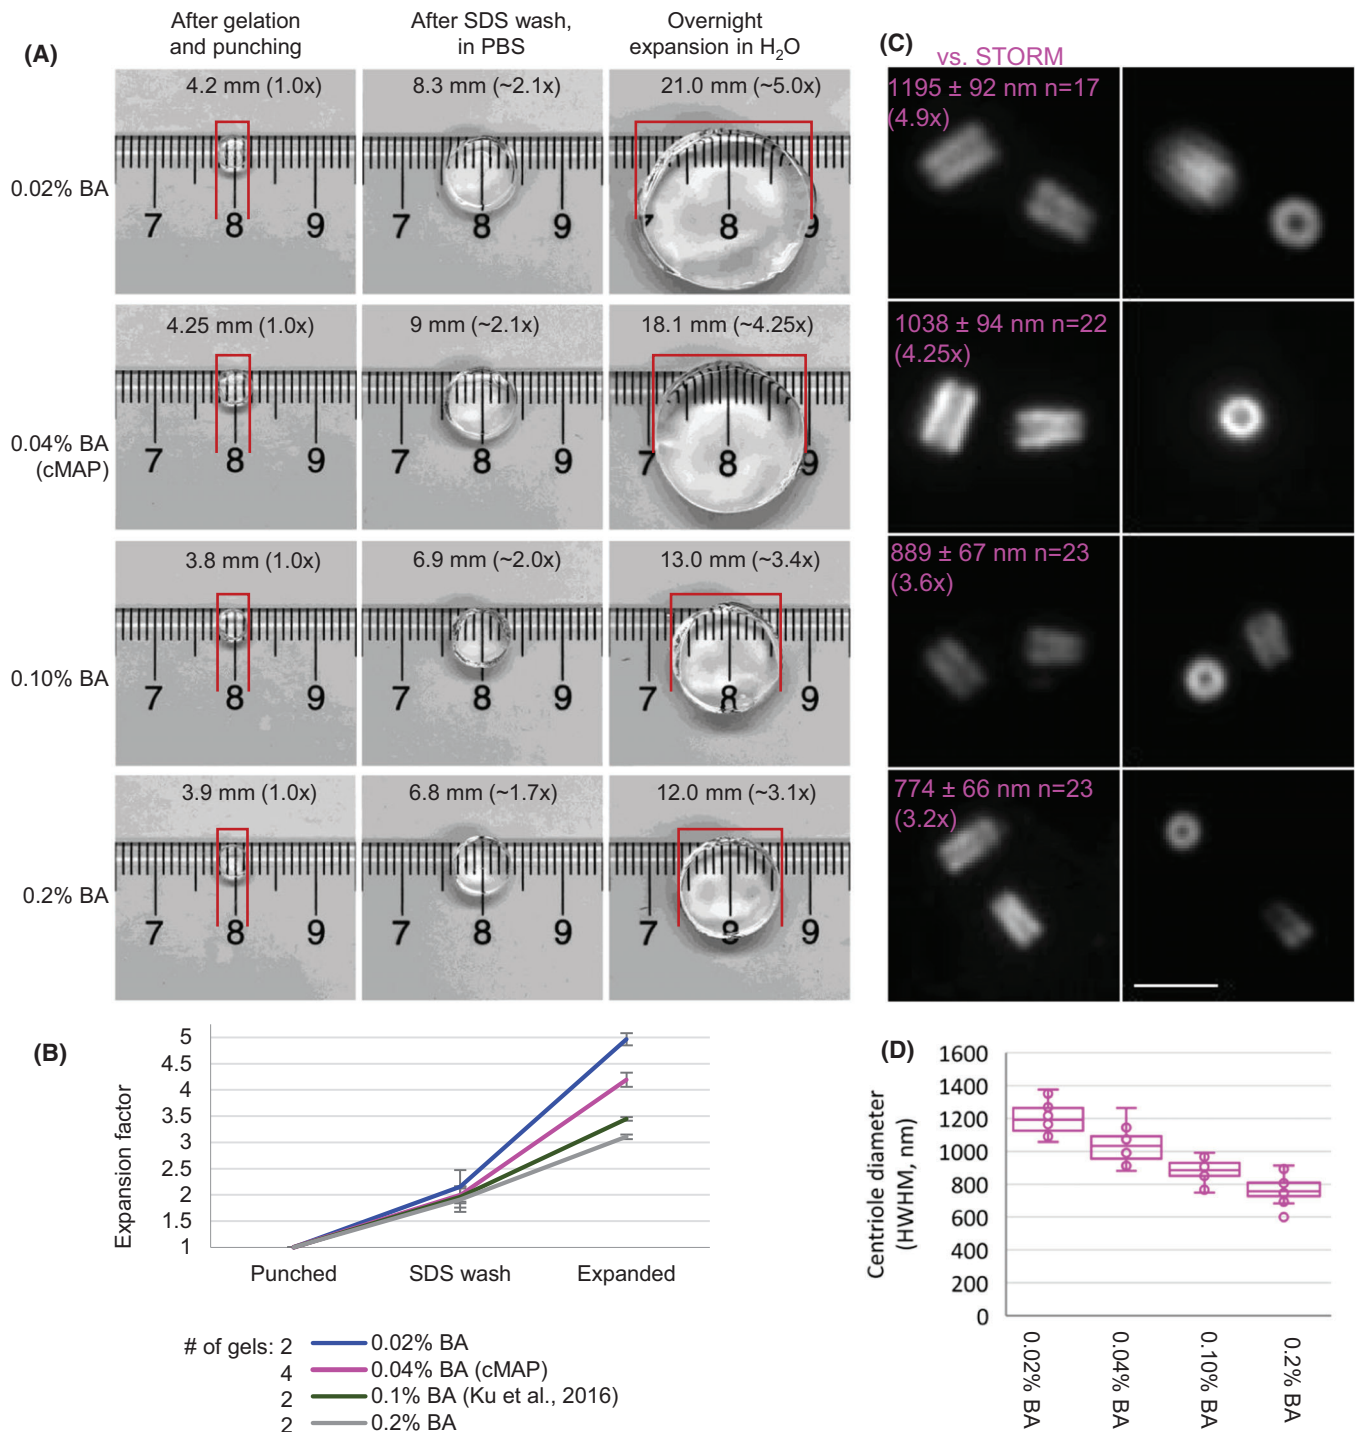 (A)
After gelation
and punching
After SDS wash,
in PBS
Overnight
expansion in H₂O
0.02% BA
4.2 mm (1.0x)
7 8 9
8.3 mm (~2.1x)
7 8 9
21.0 mm (~5.0x)
7 8 9
0.04% BA
(cMAP)
4.25 mm (1.0x)
7 8 9
9 mm (~2.1x)
7 8 9
18.1 mm (~4.25x)
7 8 9
0.10% BA
3.8 mm (1.0x)
7 8 9
6.9 mm (~2.0x)
7 8 9
13.0 mm (~3.4x)
7 8 9
0.2% BA
3.9 mm (1.0x)
7 8 9
6.8 mm (~1.7x)
7 8 9
12.0 mm (~3.1x)
7 8 9
(C)
vs. STORM
1195 ± 92 nm n=17
(4.9x)
1038 ± 94 nm n=22
(4.25x)
889 ± 67 nm n=23
(3.6x)
774 ± 66 nm n=23
(3.2x)
(B)
Expansion factor
5
4.5
4
3.5
3
2.5
2
1.5
1
Punched SDS wash Expanded
# of gels: 2 0.02% BA
4 0.04% BA (cMAP)
2 0.1% BA (Ku et al., 2016)
2 0.2% BA
(D)
Centriole diameter
(HWHM, nm)
1600
1400
1200
1000
800
600
400
200
0
0.02% BA
0.04% BA
0.10% BA
0.2% BA